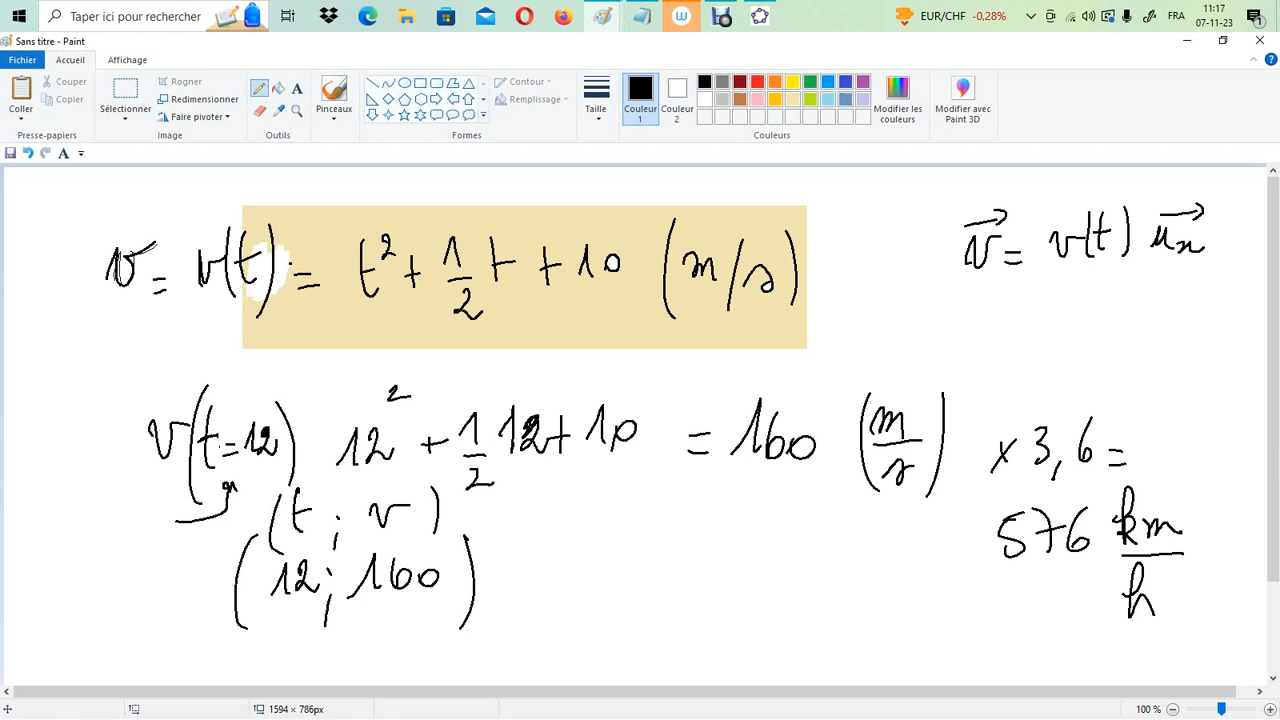 Taper ici pour rechercher
EUR/CHF -0,28%
FRA
11:17
07-11-23
1
Sans titre - Paint
Fichier Accueil Affichage
Coller
Couper
Copier
Presse-papiers
Sélectionner
Rogner
Redimensionner
Faire pivoter
Image
A
Outils
Pinceaux
Contour
Remplissage
Formes
Taille
Couleur 1
Couleur 2
Modifier les couleurs
Couleurs
Modifier avec Paint 3D
A
v = v(t) = t² + 1/2 t + 10 (m/s)
v⃗ = v(t) u⃗x
v(t=12) 12² + 1/2 12 + 10 = 160 (m/s) × 3,6 =
576 km/h
(t ; v)
(12 ; 160)
1594 × 786px
100 %